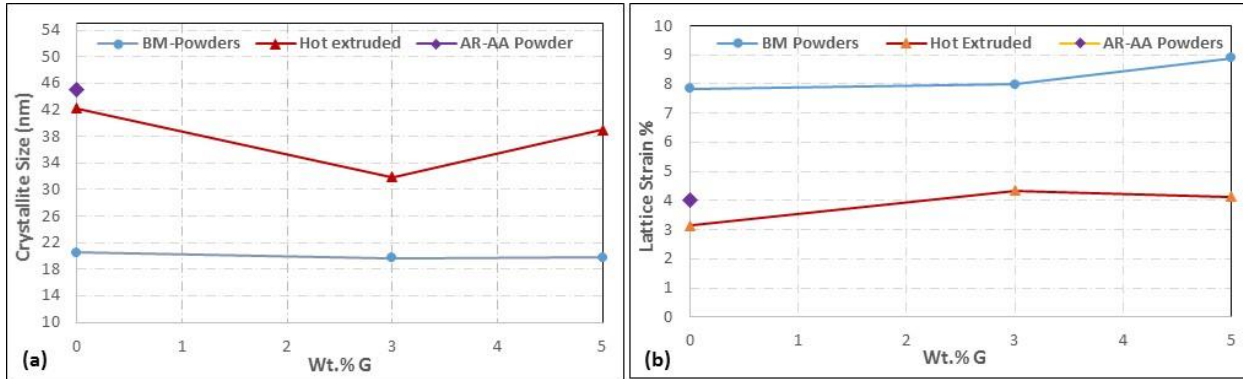 BM-Powders Hot extruded AR-AA Powder
Crystallite Size (nm)
54
50
46
42
38
34
30
26
22
18
14
10
0 1 2 3 4 5
Wt.% G
(a)
BM Powders Hot Extruded AR-AA Powders
Lattice Strain %
10
9
8
7
6
5
4
3
2
1
0
0 1 2 3 4 5
Wt.% G
(b)